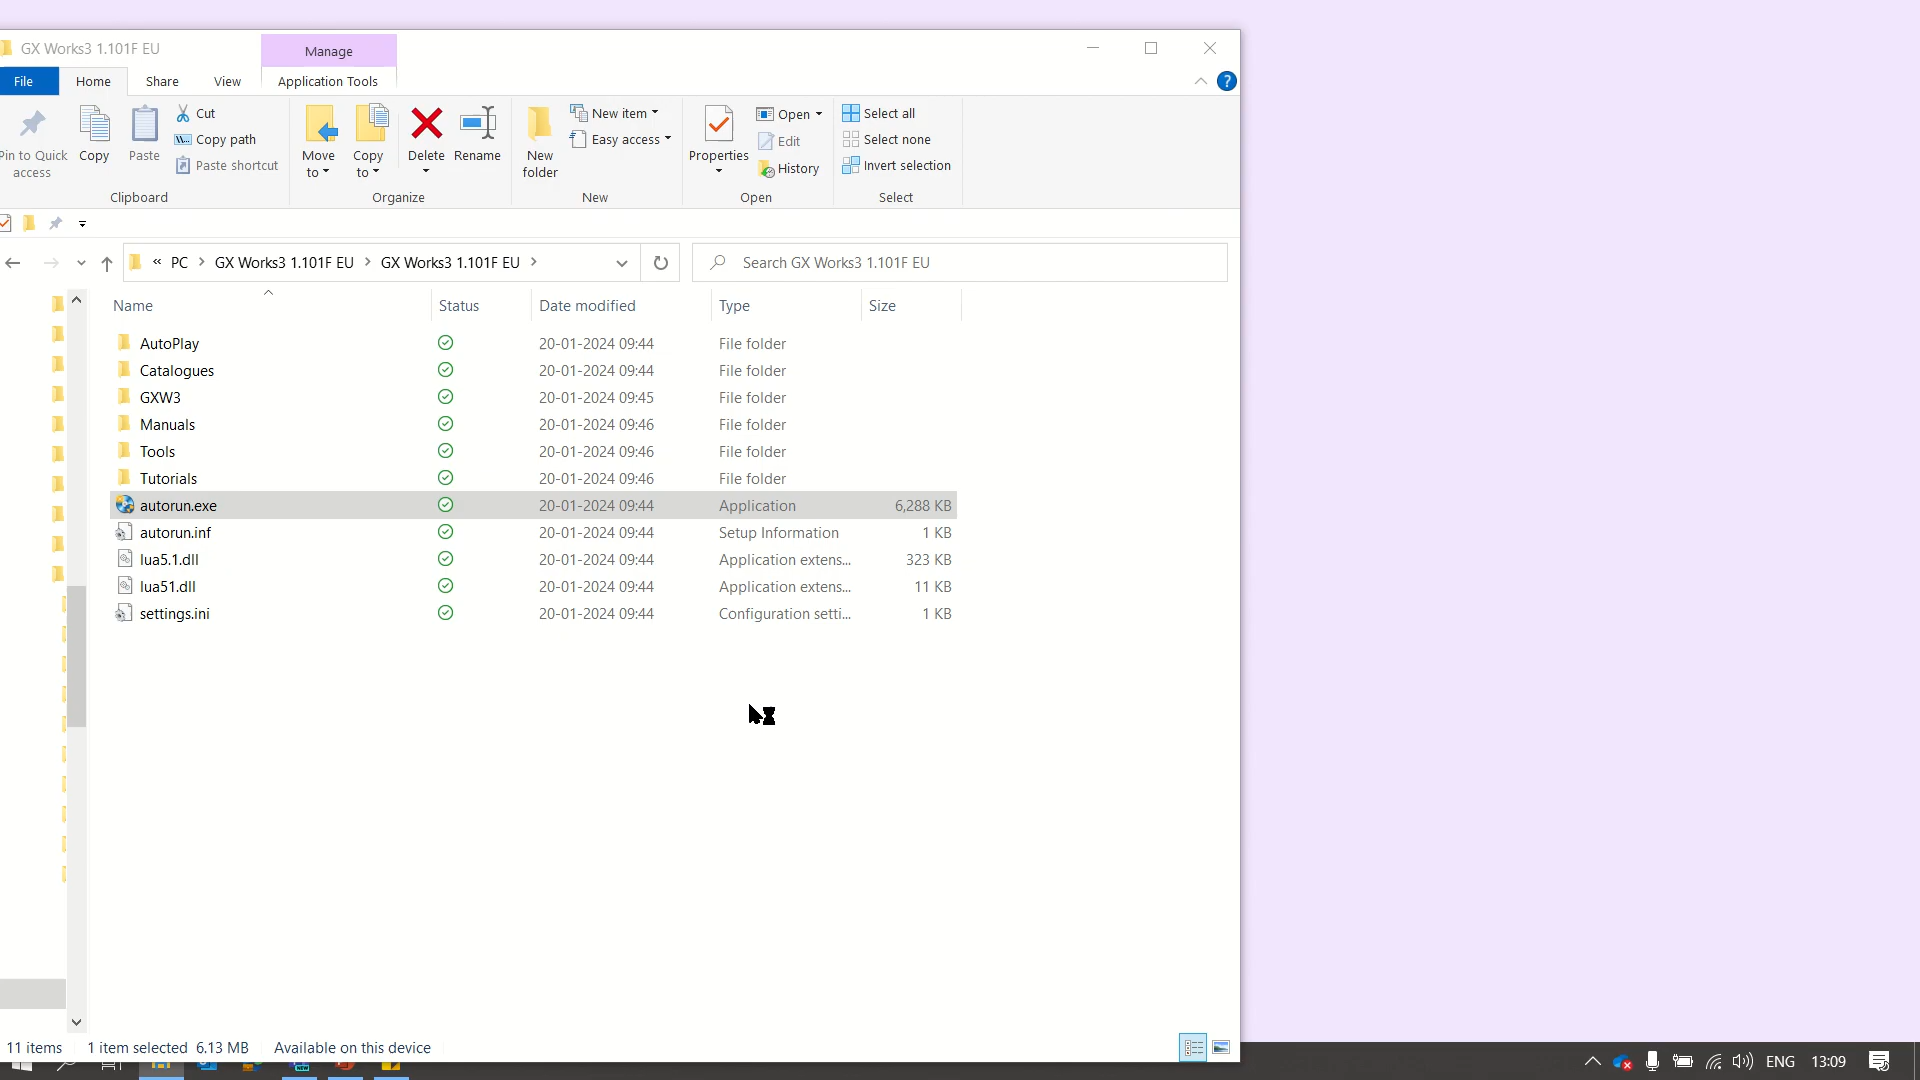 GX Works3 1.101F EU
Manage
File Home Share View Application Tools
Pin to Quick access
Copy
Paste
Cut
Copy path
Paste shortcut
Clipboard
Move to
Copy to
Delete
Rename
Organize
New folder
New item
Easy access
New
Properties
Open
Edit
History
Open
Select all
Select none
Invert selection
Select
« PC > GX Works3 1.101F EU > GX Works3 1.101F EU >
Search GX Works3 1.101F EU
Name Status Date modified Type Size
AutoPlay 20-01-2024 09:44 File folder
Catalogues 20-01-2024 09:44 File folder
GXW3 20-01-2024 09:45 File folder
Manuals 20-01-2024 09:46 File folder
Tools 20-01-2024 09:46 File folder
Tutorials 20-01-2024 09:46 File folder
autorun.exe 20-01-2024 09:44 Application 6,288 KB
autorun.inf 20-01-2024 09:44 Setup Information 1 KB
lua5.1.dll 20-01-2024 09:44 Application extens... 323 KB
lua51.dll 20-01-2024 09:44 Application extens... 11 KB
settings.ini 20-01-2024 09:44 Configuration setti... 1 KB
11 items 1 item selected 6.13 MB Available on this device
ENG 13:09